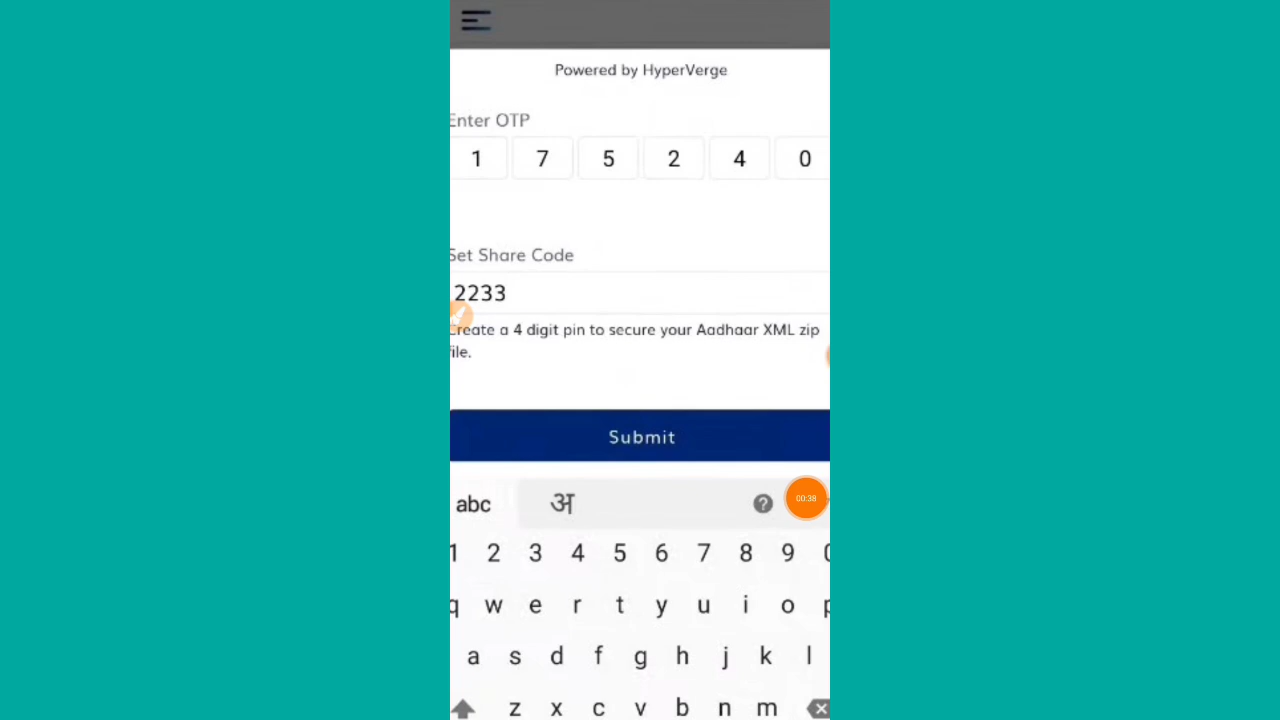 Powered by HyperVerge
Enter OTP
1 7 5 2 4 0
Set Share Code
2233
Create a 4 digit pin to secure your Aadhaar XML zip
file.
Submit
abc अ ? 00:38
1 2 3 4 5 6 7 8 9 0
q w e r t y u i o p
a s d f g h j k l
z x c v b n m